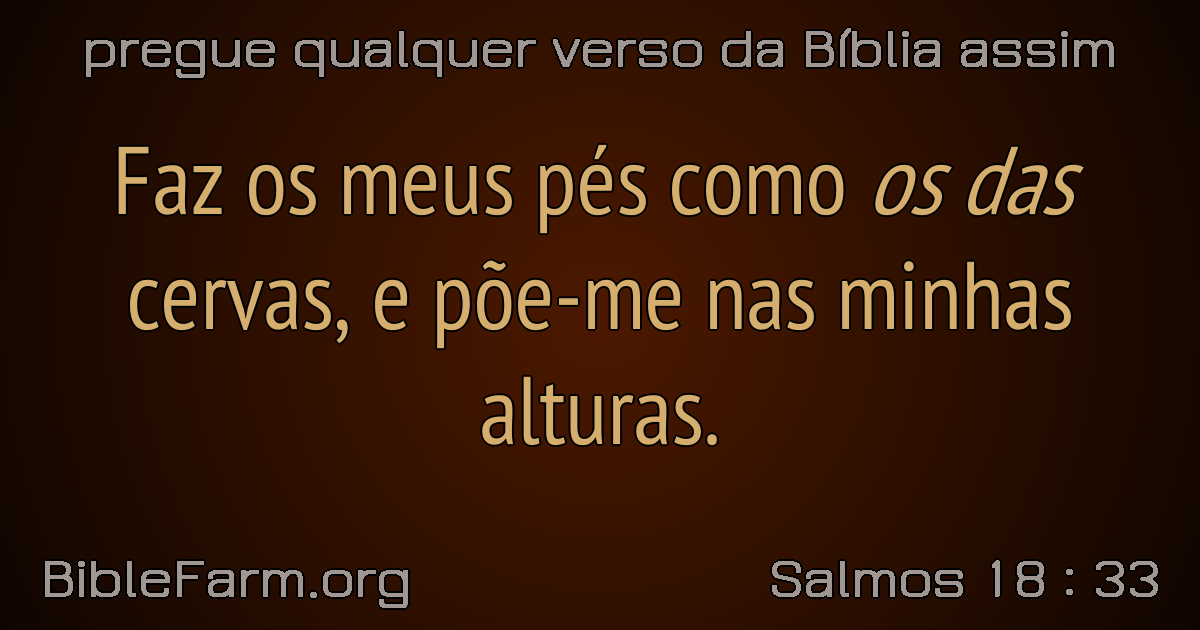 pregue qualquer verso da Bíblia assim
Faz os meus pés como os das
cervas, e põe-me nas minhas
alturas.
BibleFarm.org
Salmos 18 : 33